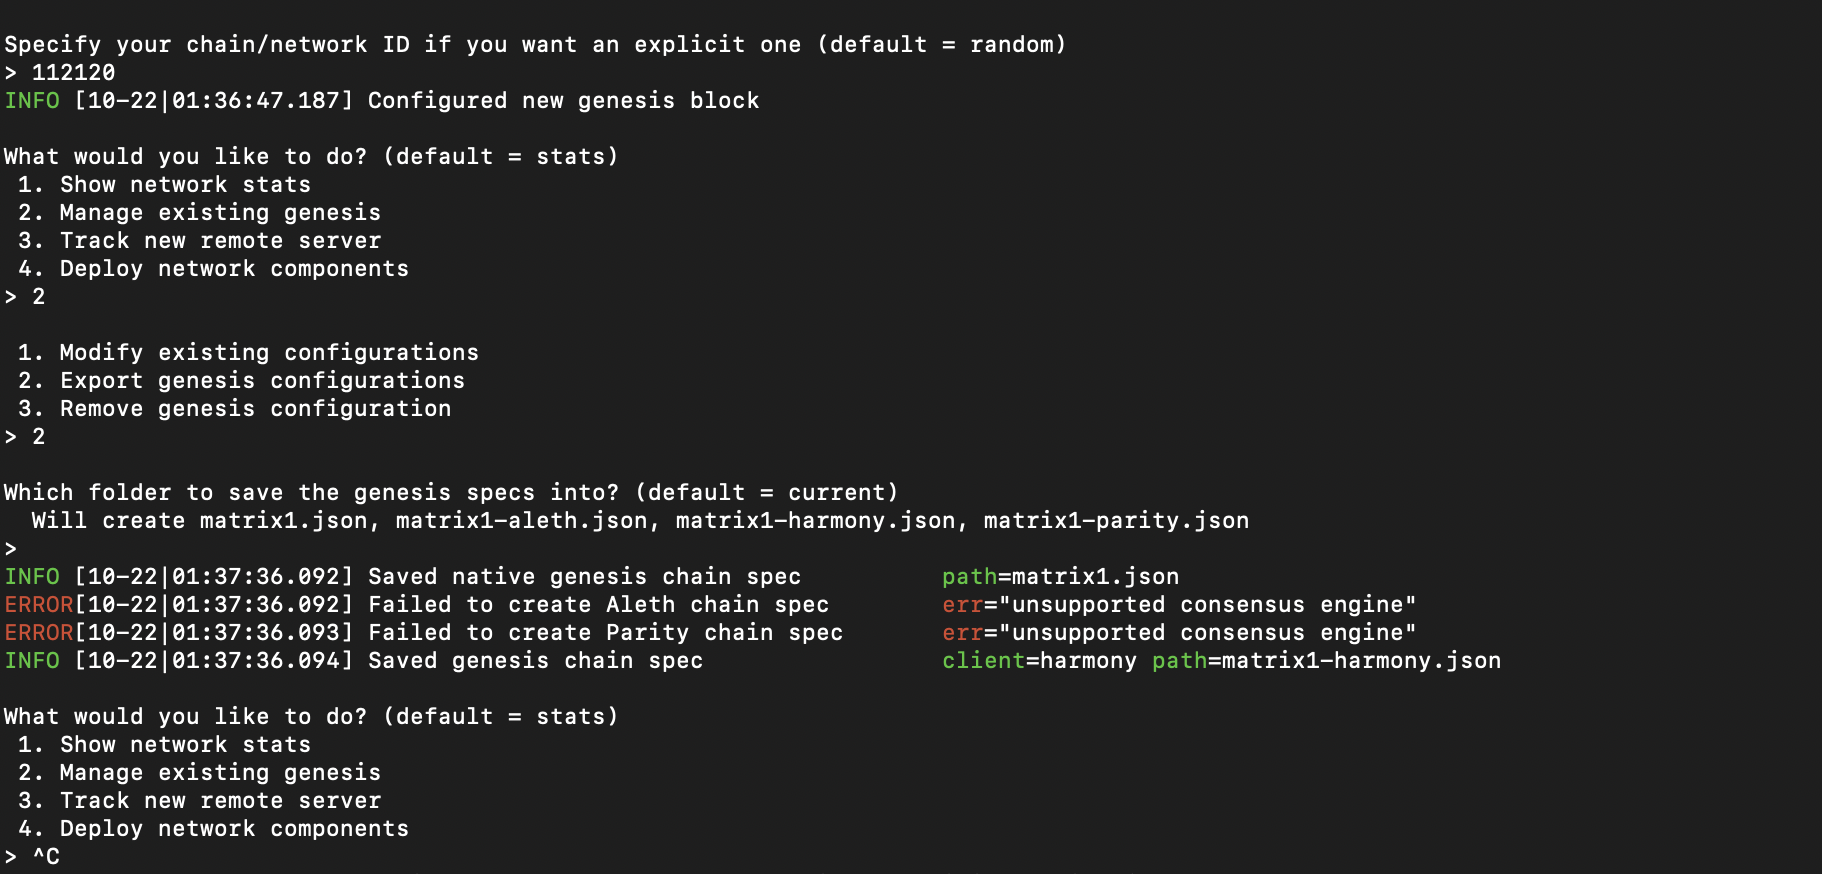 Specify your chain/network ID if you want an explicit one (default = random)
> 112120
INFO [10-22|01:36:47.187] Configured new genesis block
What would you like to do? (default = stats)
1. Show network stats
2. Manage existing genesis
3. Track new remote server
4. Deploy network components
> 2
1. Modify existing configurations
2. Export genesis configurations
3. Remove genesis configuration
> 2
Which folder to save the genesis specs into? (default = current)
Will create matrix1.json, matrix1-aleth.json, matrix1-harmony.json, matrix1-parity.json
>
INFO [10-22|01:37:36.092] Saved native genesis chain spec path=matrix1.json
ERROR[10-22|01:37:36.092] Failed to create Aleth chain spec err="unsupported consensus engine"
ERROR[10-22|01:37:36.093] Failed to create Parity chain spec err="unsupported consensus engine"
INFO [10-22|01:37:36.094] Saved genesis chain spec client=harmony path=matrix1-harmony.json
What would you like to do? (default = stats)
1. Show network stats
2. Manage existing genesis
3. Track new remote server
4. Deploy network components
> ^C